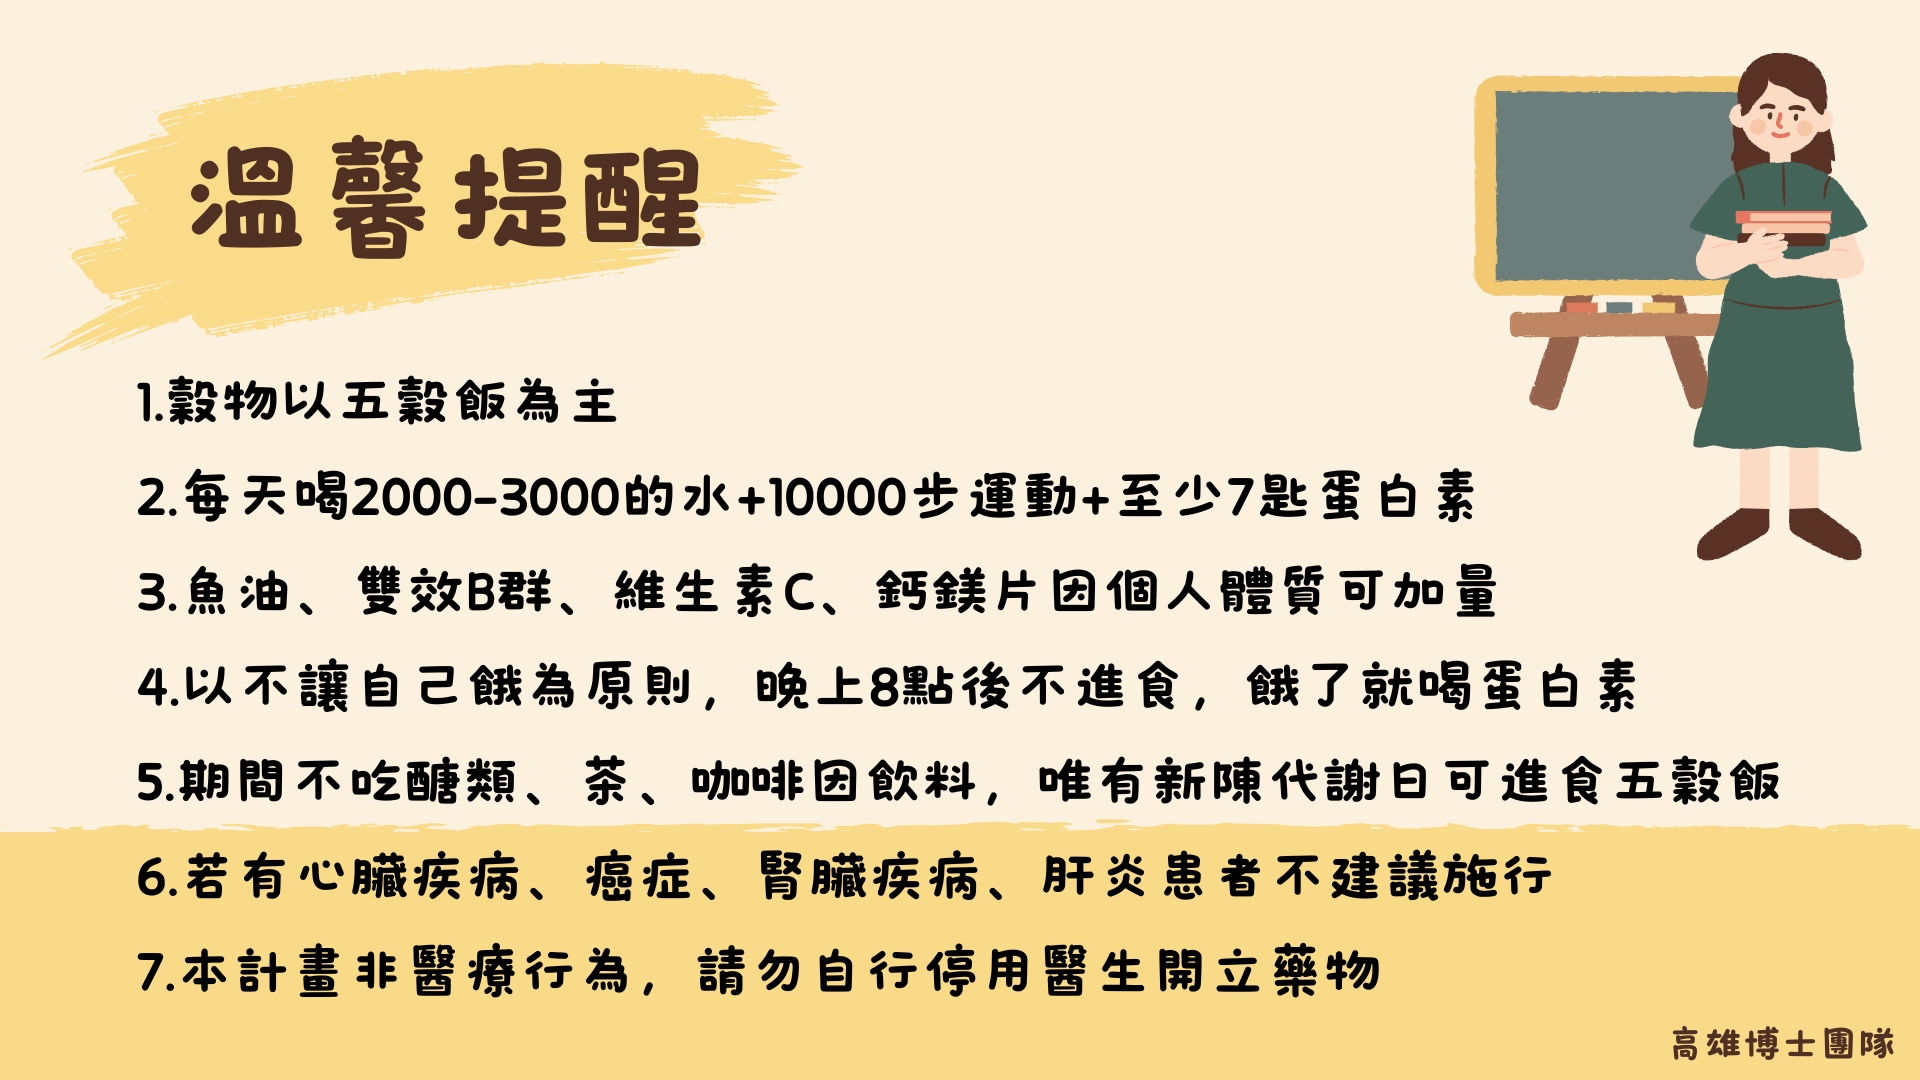 溫馨提醒
1.穀物以五穀飯為主
2.每天喝2000-3000的水+10000步運動+至少7匙蛋白素
3.魚油、雙效B群、維生素C、鈣鎂片因個人體質可加量
4.以不讓自己餓為原則，晚上8點後不進食，餓了就喝蛋白素
5.期間不吃醣類、茶、咖啡因飲料，唯有新陳代謝日可進食五穀飯
6.若有心臟疾病、癌症、腎臟疾病、肝炎患者不建議施行
7.本計畫非醫療行為，請勿自行停用醫生開立藥物
高雄博士團隊